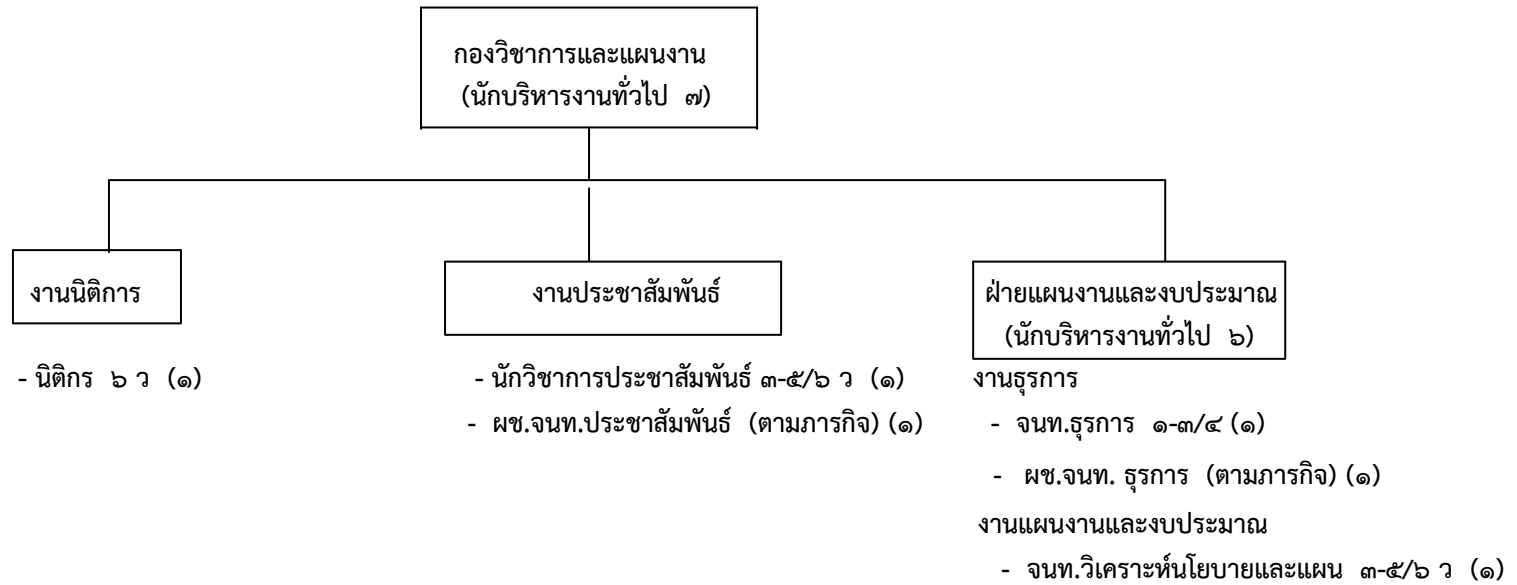 กองวิชาการและแผนงาน
(นักบริหารงานทั่วไป ๗)
งานนิติการ
- นิติกร ๖ ว (๑)
งานประชาสัมพันธ์
- นักวิชาการประชาสัมพันธ์ ๓-๕/๖ ว (๑)
- ผช.จนท.ประชาสัมพันธ์ (ตามภารกิจ) (๑)
ฝ่ายแผนงานและงบประมาณ
(นักบริหารงานทั่วไป ๖)
งานธุรการ
- จนท.ธุรการ ๑-๓/๔ (๑)
- ผช.จนท. ธุรการ (ตามภารกิจ) (๑)
งานแผนงานและงบประมาณ
- จนท.วิเคราะห์นโยบายและแผน ๓-๕/๖ ว (๑)